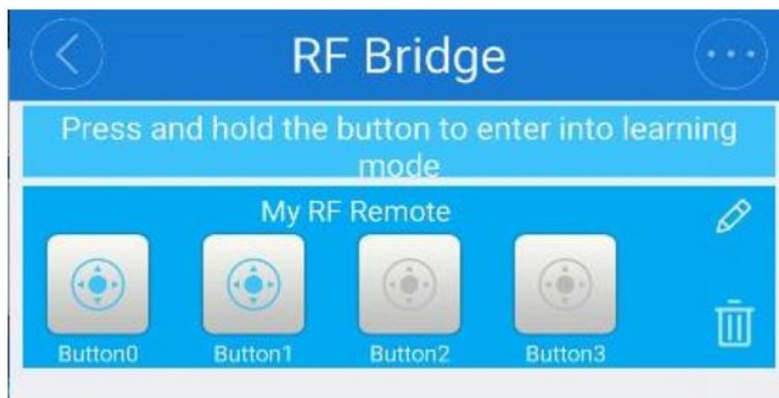 RF Bridge
Press and hold the button to enter into learning
mode
My RF Remote
Button0 Button1 Button2 Button3